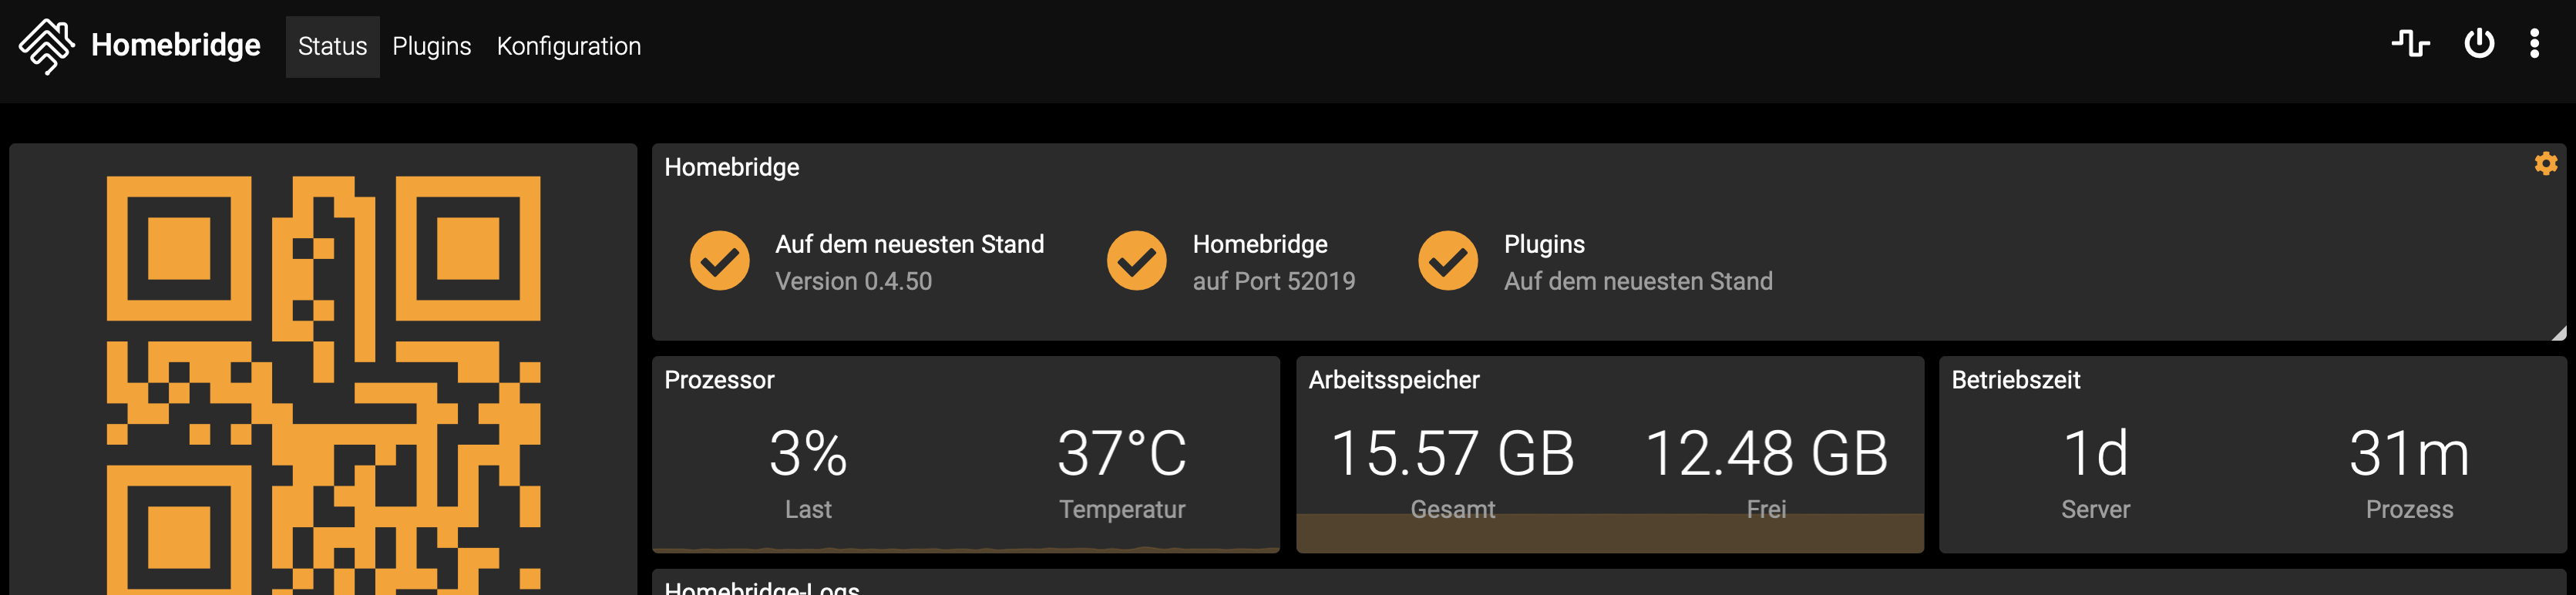 Homebridge Status Plugins Konfiguration
Homebridge
Auf dem neuesten Stand
Version 0.4.50
Homebridge
auf Port 52019
Plugins
Auf dem neuesten Stand
Prozessor
3%
Last
37°C
Temperatur
Arbeitsspeicher
15.57 GB
Gesamt
12.48 GB
Frei
Betriebszeit
1d
Server
31m
Prozess
Homebridge-Logs